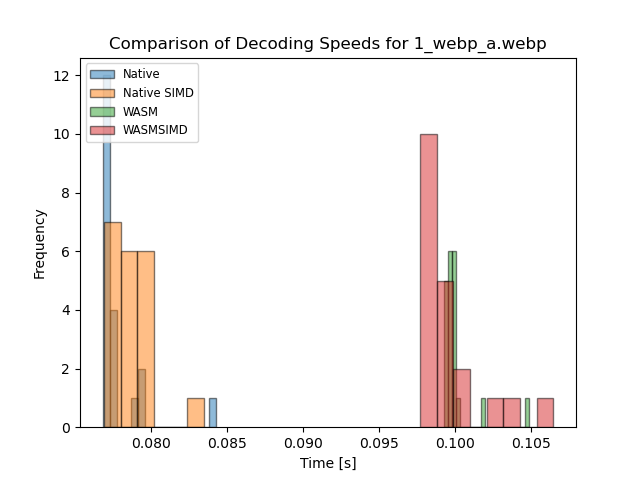 Comparison of Decoding Speeds for 1_webp_a.webp
12
10
8
6
4
2
0
Frequency
Native
Native SIMD
WASM
WASMSIMD
0.080 0.085 0.090 0.095 0.100 0.105
Time [s]